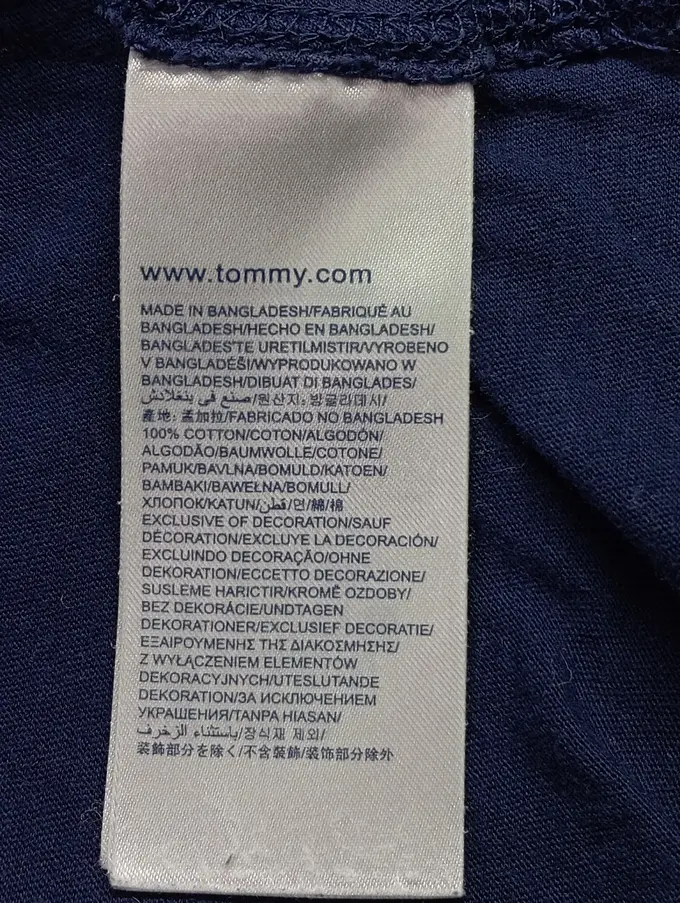 www.tommy.com
MADE IN BANGLADESH/FABRIQUÉ AU
BANGLADESH/HECHO EN BANGLADESH/
BANGLADES'TE URETILMISTIR/VYROBENO
V BANGLADÉŠI/WYPRODUKOWANO W
BANGLADESH/DIBUAT DI BANGLADES/
صنع في بنغلادش/원산지: 방글라데시/
產地: 孟加拉/FABRICADO NO BANGLADESH
100% COTTON/COTON/ALGODÓN/
ALGODÃO/BAUMWOLLE/COTONE/
PAMUK/BAVLNA/BOMULD/KATOEN/
BAMBAKI/BAWEŁNA/BOMULL/
ХЛОПОК/KATUN/قطن/면/綿/棉
EXCLUSIVE OF DECORATION/SAUF
DÉCORATION/EXCLUYE LA DECORACIÓN/
EXCLUINDO DECORAÇÃO/OHNE
DEKORATION/ECCETTO DECORAZIONE/
SUSLEME HARICTIR/KROMĚ OZDOBY/
BEZ DEKORÁCIE/UNDTAGEN
DEKORATIONER/EXCLUSIEF DECORATIE/
ΕΞΑΙΡΟΥΜΕΝΗΣ ΤΗΣ ΔΙΑΚΟΣΜΗΣΗΣ/
Z WYŁĄCZENIEM ELEMENTÓW
DEKORACYJNYCH/UTESLUTANDE
DEKORATION/ЗА ИСКЛЮЧЕНИЕМ
УКРАШЕНИЯ/TANPA HIASAN/
باستثناء الزخرف/장식재 제외/
装飾部分を除く/不含裝飾/装饰部分除外